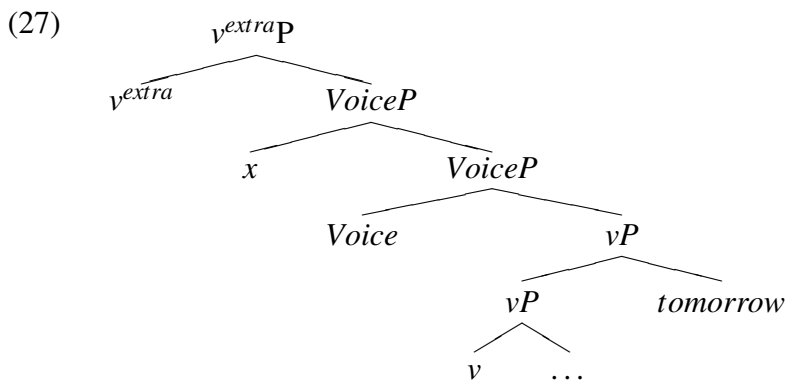 (27)
v^extra P
v^extra VoiceP
x VoiceP
Voice vP
vP tomorrow
v ...